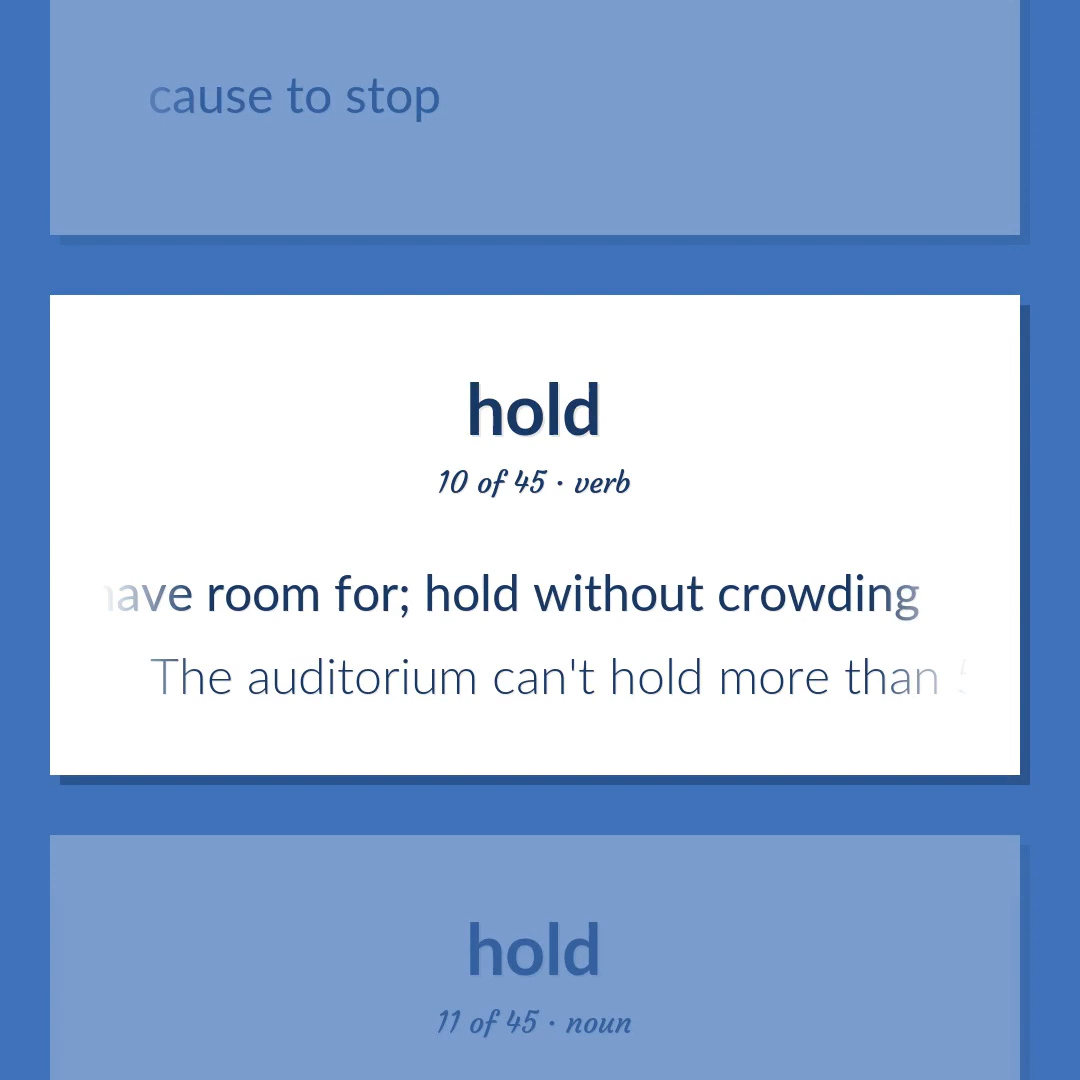 cause to stop
hold
10 of 45 · verb
have room for; hold without crowding
The auditorium can't hold more than
hold
11 of 45 · noun